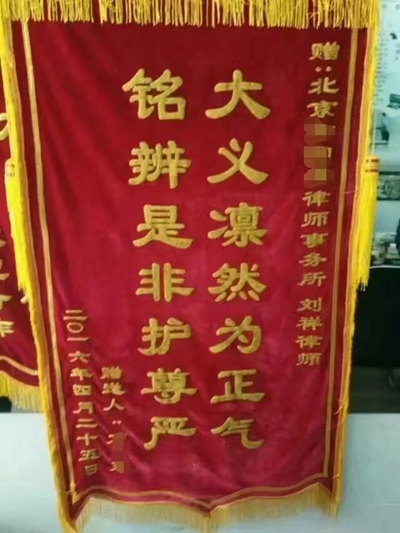 赠：北京律师事务所 刘祥律师
大义凛然为正气
铭辨是非护尊严
赠送人：
二〇一六年四月二十五日